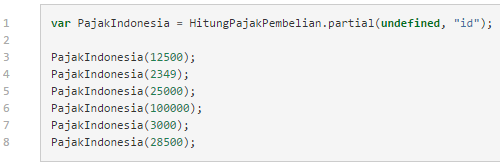 1 var PajakIndonesia = HitungPajakPembelian.partial(undefined, "id");
2
3 PajakIndonesia(12500);
4 PajakIndonesia(2349);
5 PajakIndonesia(25000);
6 PajakIndonesia(100000);
7 PajakIndonesia(3000);
8 PajakIndonesia(28500);